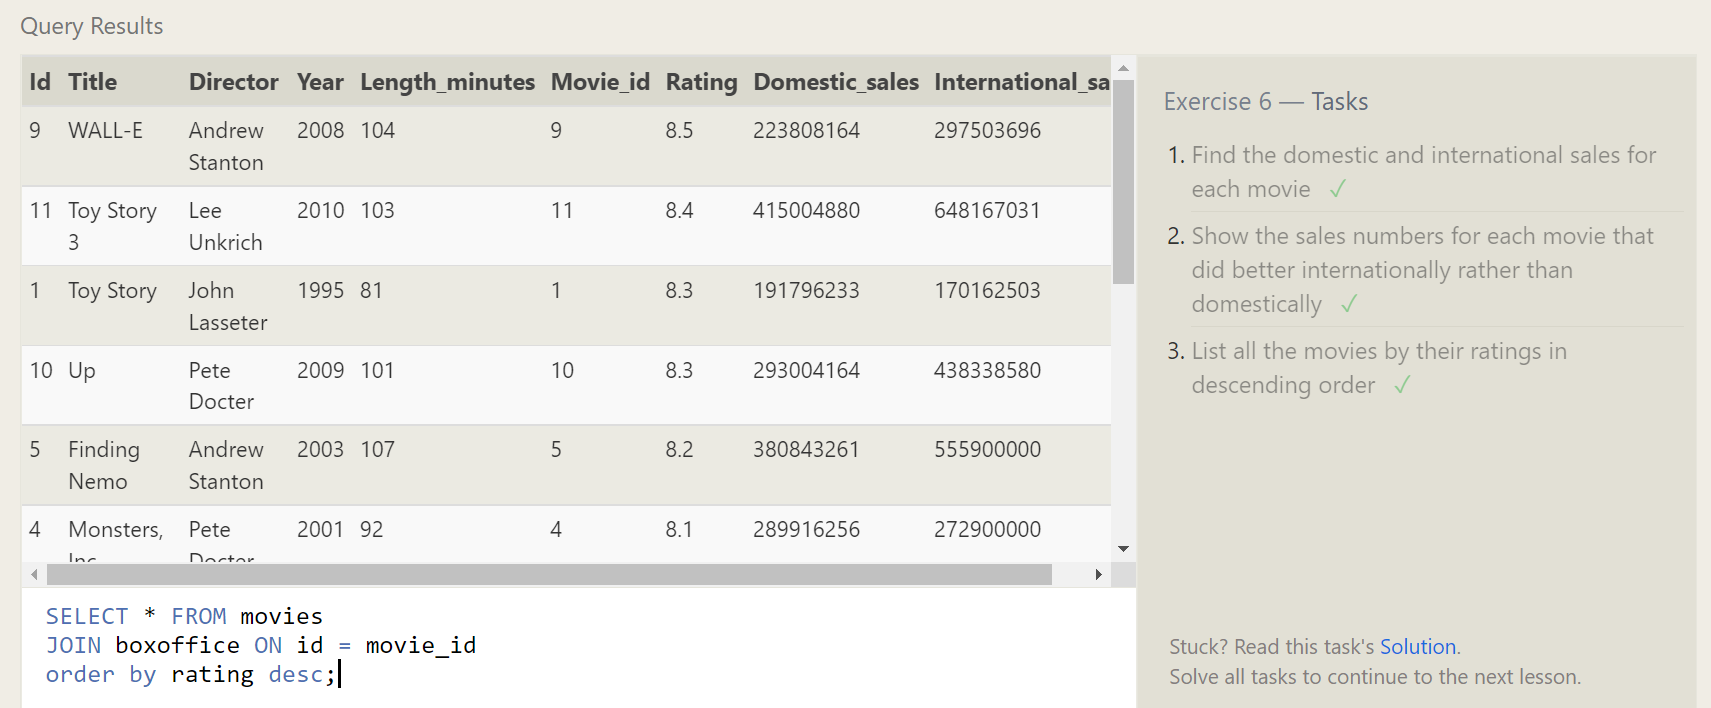 Query Results
Id Title Director Year Length_minutes Movie_id Rating Domestic_sales International_sa
9 WALL-E Andrew Stanton 2008 104 9 8.5 223808164 297503696
11 Toy Story 3 Lee Unkrich 2010 103 11 8.4 415004880 648167031
1 Toy Story John Lasseter 1995 81 1 8.3 191796233 170162503
10 Up Pete Docter 2009 101 10 8.3 293004164 438338580
5 Finding Nemo Andrew Stanton 2003 107 5 8.2 380843261 555900000
4 Monsters, Inc Pete Docter 2001 92 4 8.1 289916256 272900000
SELECT * FROM movies
JOIN boxoffice ON id = movie_id
order by rating desc;
Exercise 6 — Tasks
1. Find the domestic and international sales for
each movie ✓
2. Show the sales numbers for each movie that
did better internationally rather than
domestically ✓
3. List all the movies by their ratings in
descending order ✓
Stuck? Read this task's Solution.
Solve all tasks to continue to the next lesson.